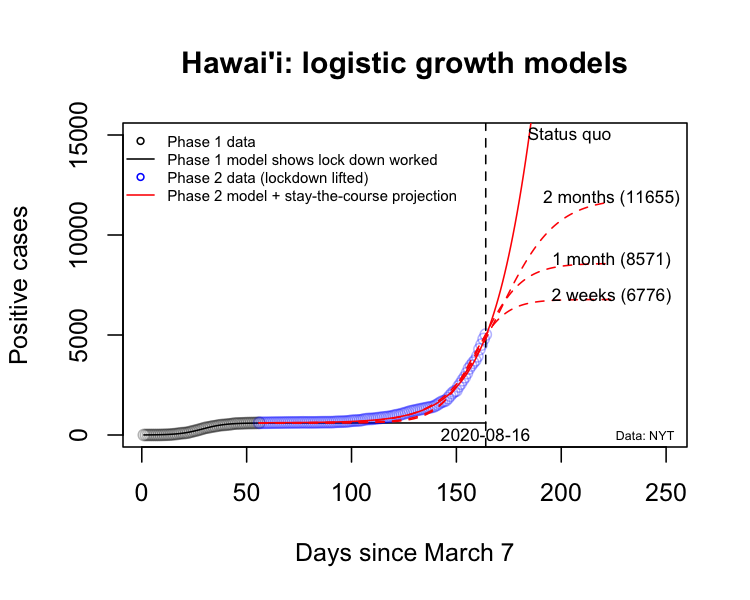 Hawai'i: logistic growth models
Phase 1 data
Phase 1 model shows lock down worked
Phase 2 data (lockdown lifted)
Phase 2 model + stay-the-course projection
Status quo
2 months (11655)
1 month (8571)
2 weeks (6776)
2020-08-16
Data: NYT
Positive cases
15000
10000
5000
0
0 50 100 150 200 250
Days since March 7